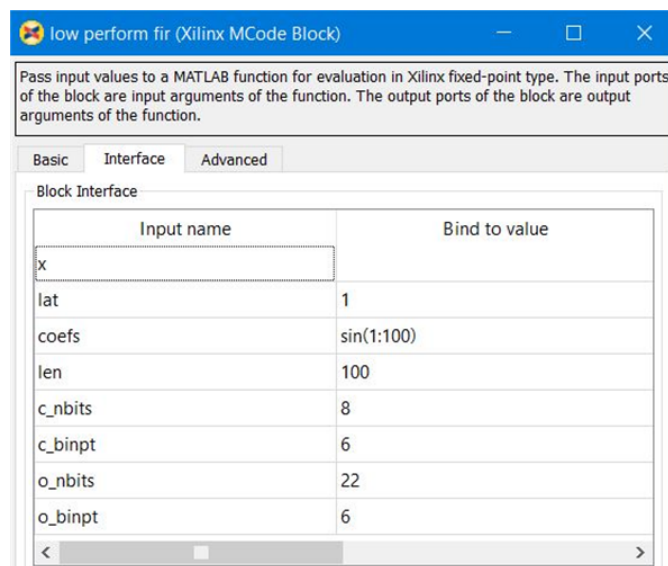 low perform fir (Xilinx MCode Block)
Pass input values to a MATLAB function for evaluation in Xilinx fixed-point type. The input ports
of the block are input arguments of the function. The output ports of the block are output
arguments of the function.
Basic Interface Advanced
Block Interface
Input name Bind to value
x
lat 1
coefs sin(1:100)
len 100
c_nbits 8
c_binpt 6
o_nbits 22
o_binpt 6